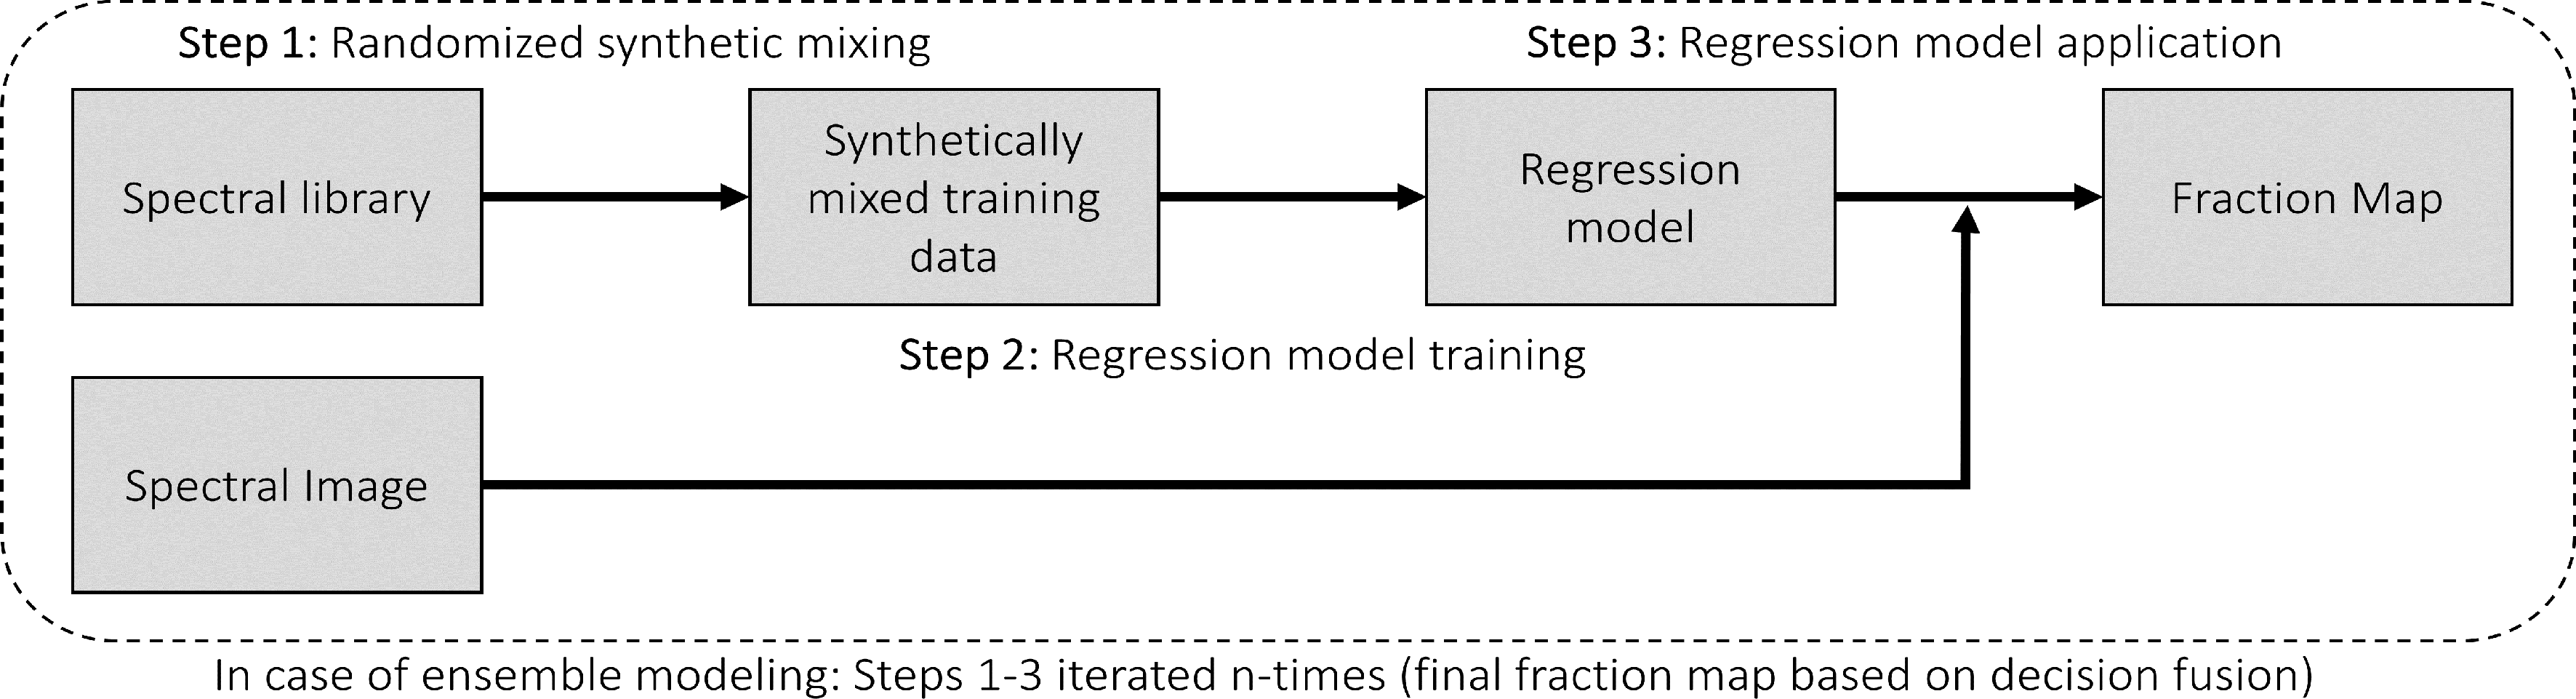 Step 1: Randomized synthetic mixing
Step 3: Regression model application
Spectral library
Synthetically
mixed training
data
Regression
model
Fraction Map
Step 2: Regression model training
Spectral Image
In case of ensemble modeling: Steps 1-3 iterated n-times (final fraction map based on decision fusion)